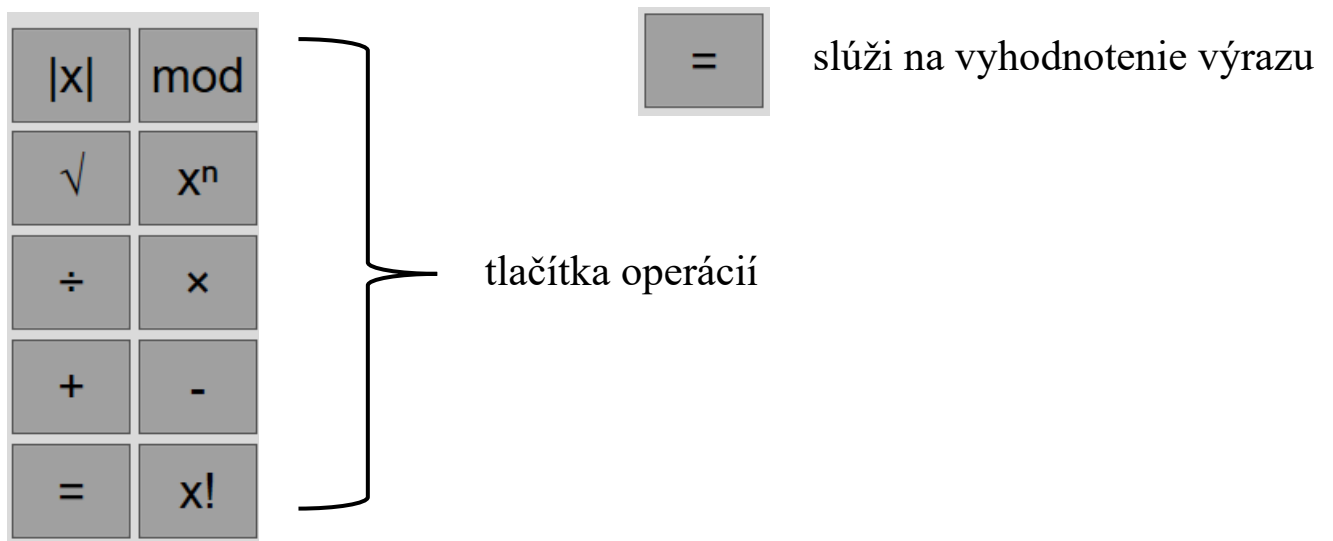 |x| mod
√ xⁿ
÷ ×
+ -
= x!
tlačítka operácií
=
slúži na vyhodnotenie výrazu